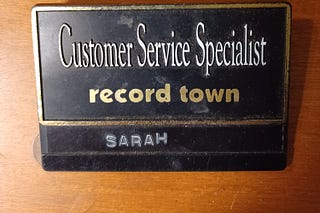 Customer Service Specialist
record town
SARAH